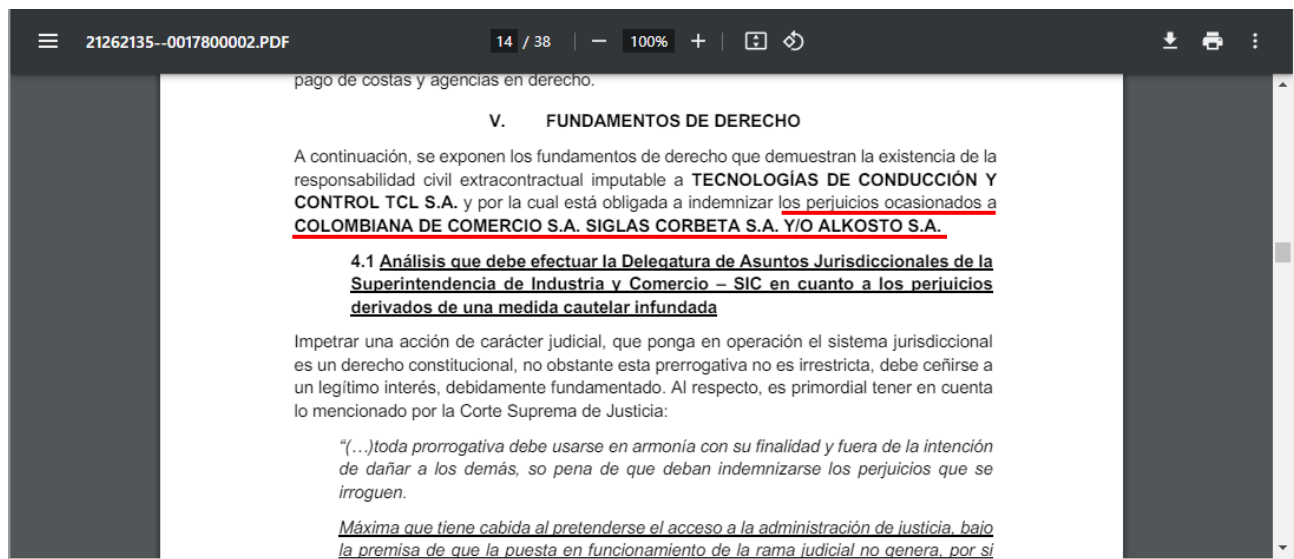 21262135--0017800002.PDF
14 / 38
100%
pago de costas y agencias en derecho.
V. FUNDAMENTOS DE DERECHO
A continuación, se exponen los fundamentos de derecho que demuestran la existencia de la
responsabilidad civil extracontractual imputable a TECNOLOGÍAS DE CONDUCCIÓN Y
CONTROL TCL S.A. y por la cual está obligada a indemnizar los perjuicios ocasionados a
COLOMBIANA DE COMERCIO S.A. SIGLAS CORBETA S.A. Y/O ALKOSTO S.A.
4.1 Análisis que debe efectuar la Delegatura de Asuntos Jurisdiccionales de la
Superintendencia de Industria y Comercio – SIC en cuanto a los perjuicios
derivados de una medida cautelar infundada
Impetrar una acción de carácter judicial, que ponga en operación el sistema jurisdiccional
es un derecho constitucional, no obstante esta prerrogativa no es irrestricta, debe ceñirse a
un legítimo interés, debidamente fundamentado. Al respecto, es primordial tener en cuenta
lo mencionado por la Corte Suprema de Justicia:
“(…)toda prorrogativa debe usarse en armonía con su finalidad y fuera de la intención
de dañar a los demás, so pena de que deban indemnizarse los perjuicios que se
irroguen.
Máxima que tiene cabida al pretenderse el acceso a la administración de justicia, bajo
la premisa de que la puesta en funcionamiento de la rama judicial no genera, por si